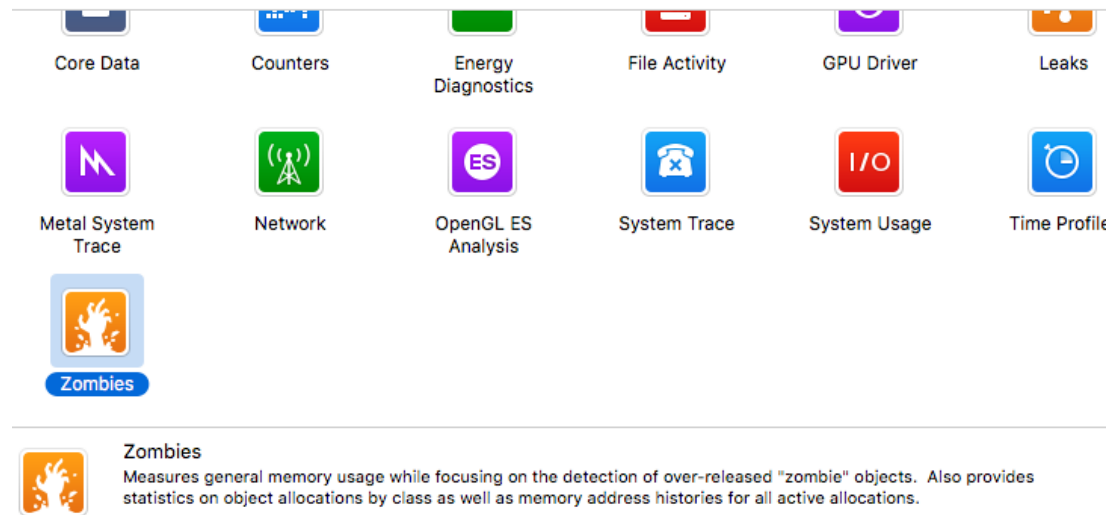 Core Data
Counters
Energy
Diagnostics
File Activity
GPU Driver
Leaks
Metal System
Trace
Network
OpenGL ES
Analysis
ES
System Trace
I/O
System Usage
Time Profile
Zombies
Zombies
Measures general memory usage while focusing on the detection of over-released "zombie" objects. Also provides
statistics on object allocations by class as well as memory address histories for all active allocations.